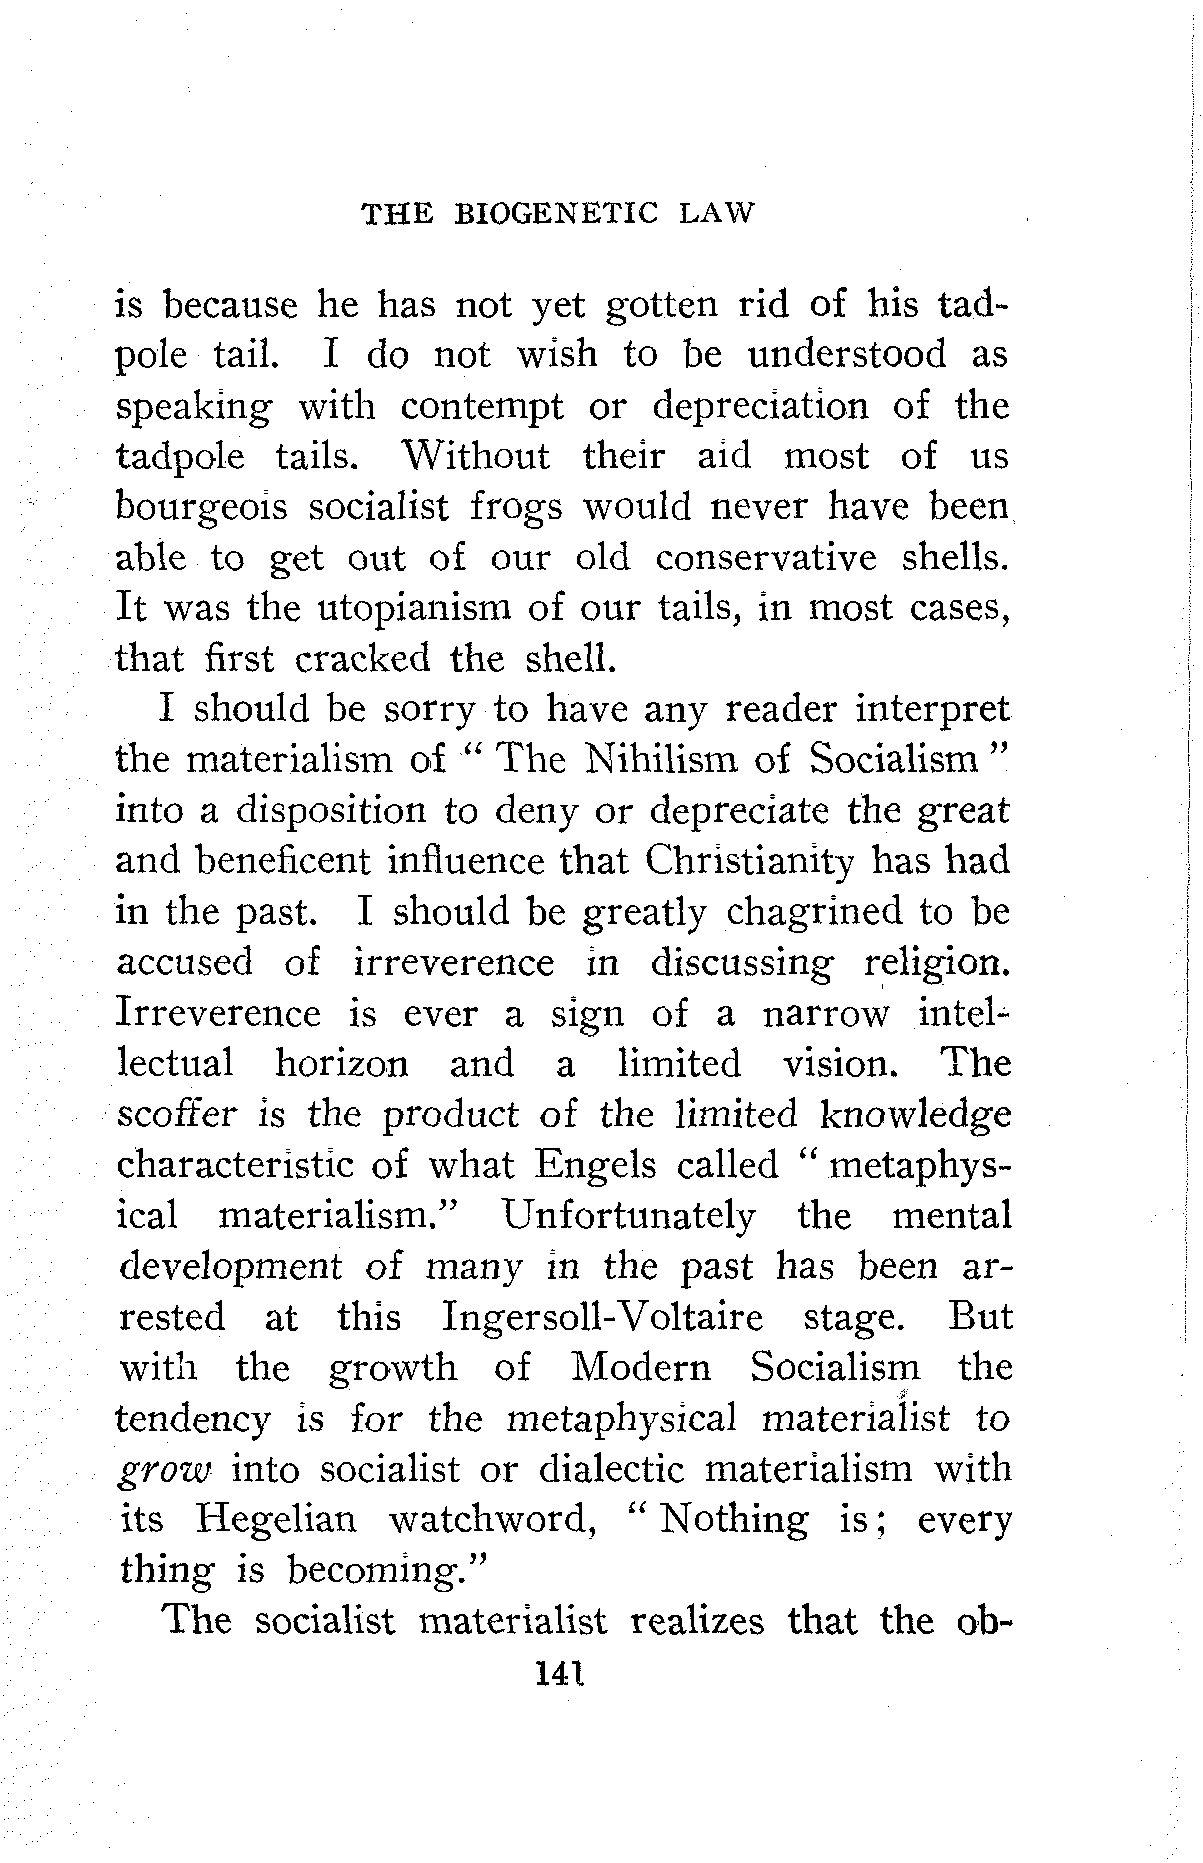 THE BIOGENETIC LAW
is because he has not yet gotten rid of his tad-
pole tail. I do not wish to be understood as
speaking with contempt or depreciation of the
tadpole tails. Without their aid most of us
bourgeois socialist frogs would never have been
able to get out of our old conservative shells.
It was the utopianism of our tails, in most cases,
that first cracked the shell.
I should be sorry to have any reader interpret
the materialism of “ The Nihilism of Socialism ”
into a disposition to deny or depreciate the great
and beneficent influence that Christianity has had
in the past. I should be greatly chagrined to be
accused of irreverence in discussing religion.
Irreverence is ever a sign of a narrow intel-
lectual horizon and a limited vision. The
scoffer is the product of the limited knowledge
characteristic of what Engels called “ metaphys-
ical materialism.” Unfortunately the mental
development of many in the past has been ar-
rested at this Ingersoll-Voltaire stage. But
with the growth of Modern Socialism the
tendency is for the metaphysical materialist to
grow into socialist or dialectic materialism with
its Hegelian watchword, “ Nothing is; every
thing is becoming.”
The socialist materialist realizes that the ob-
141